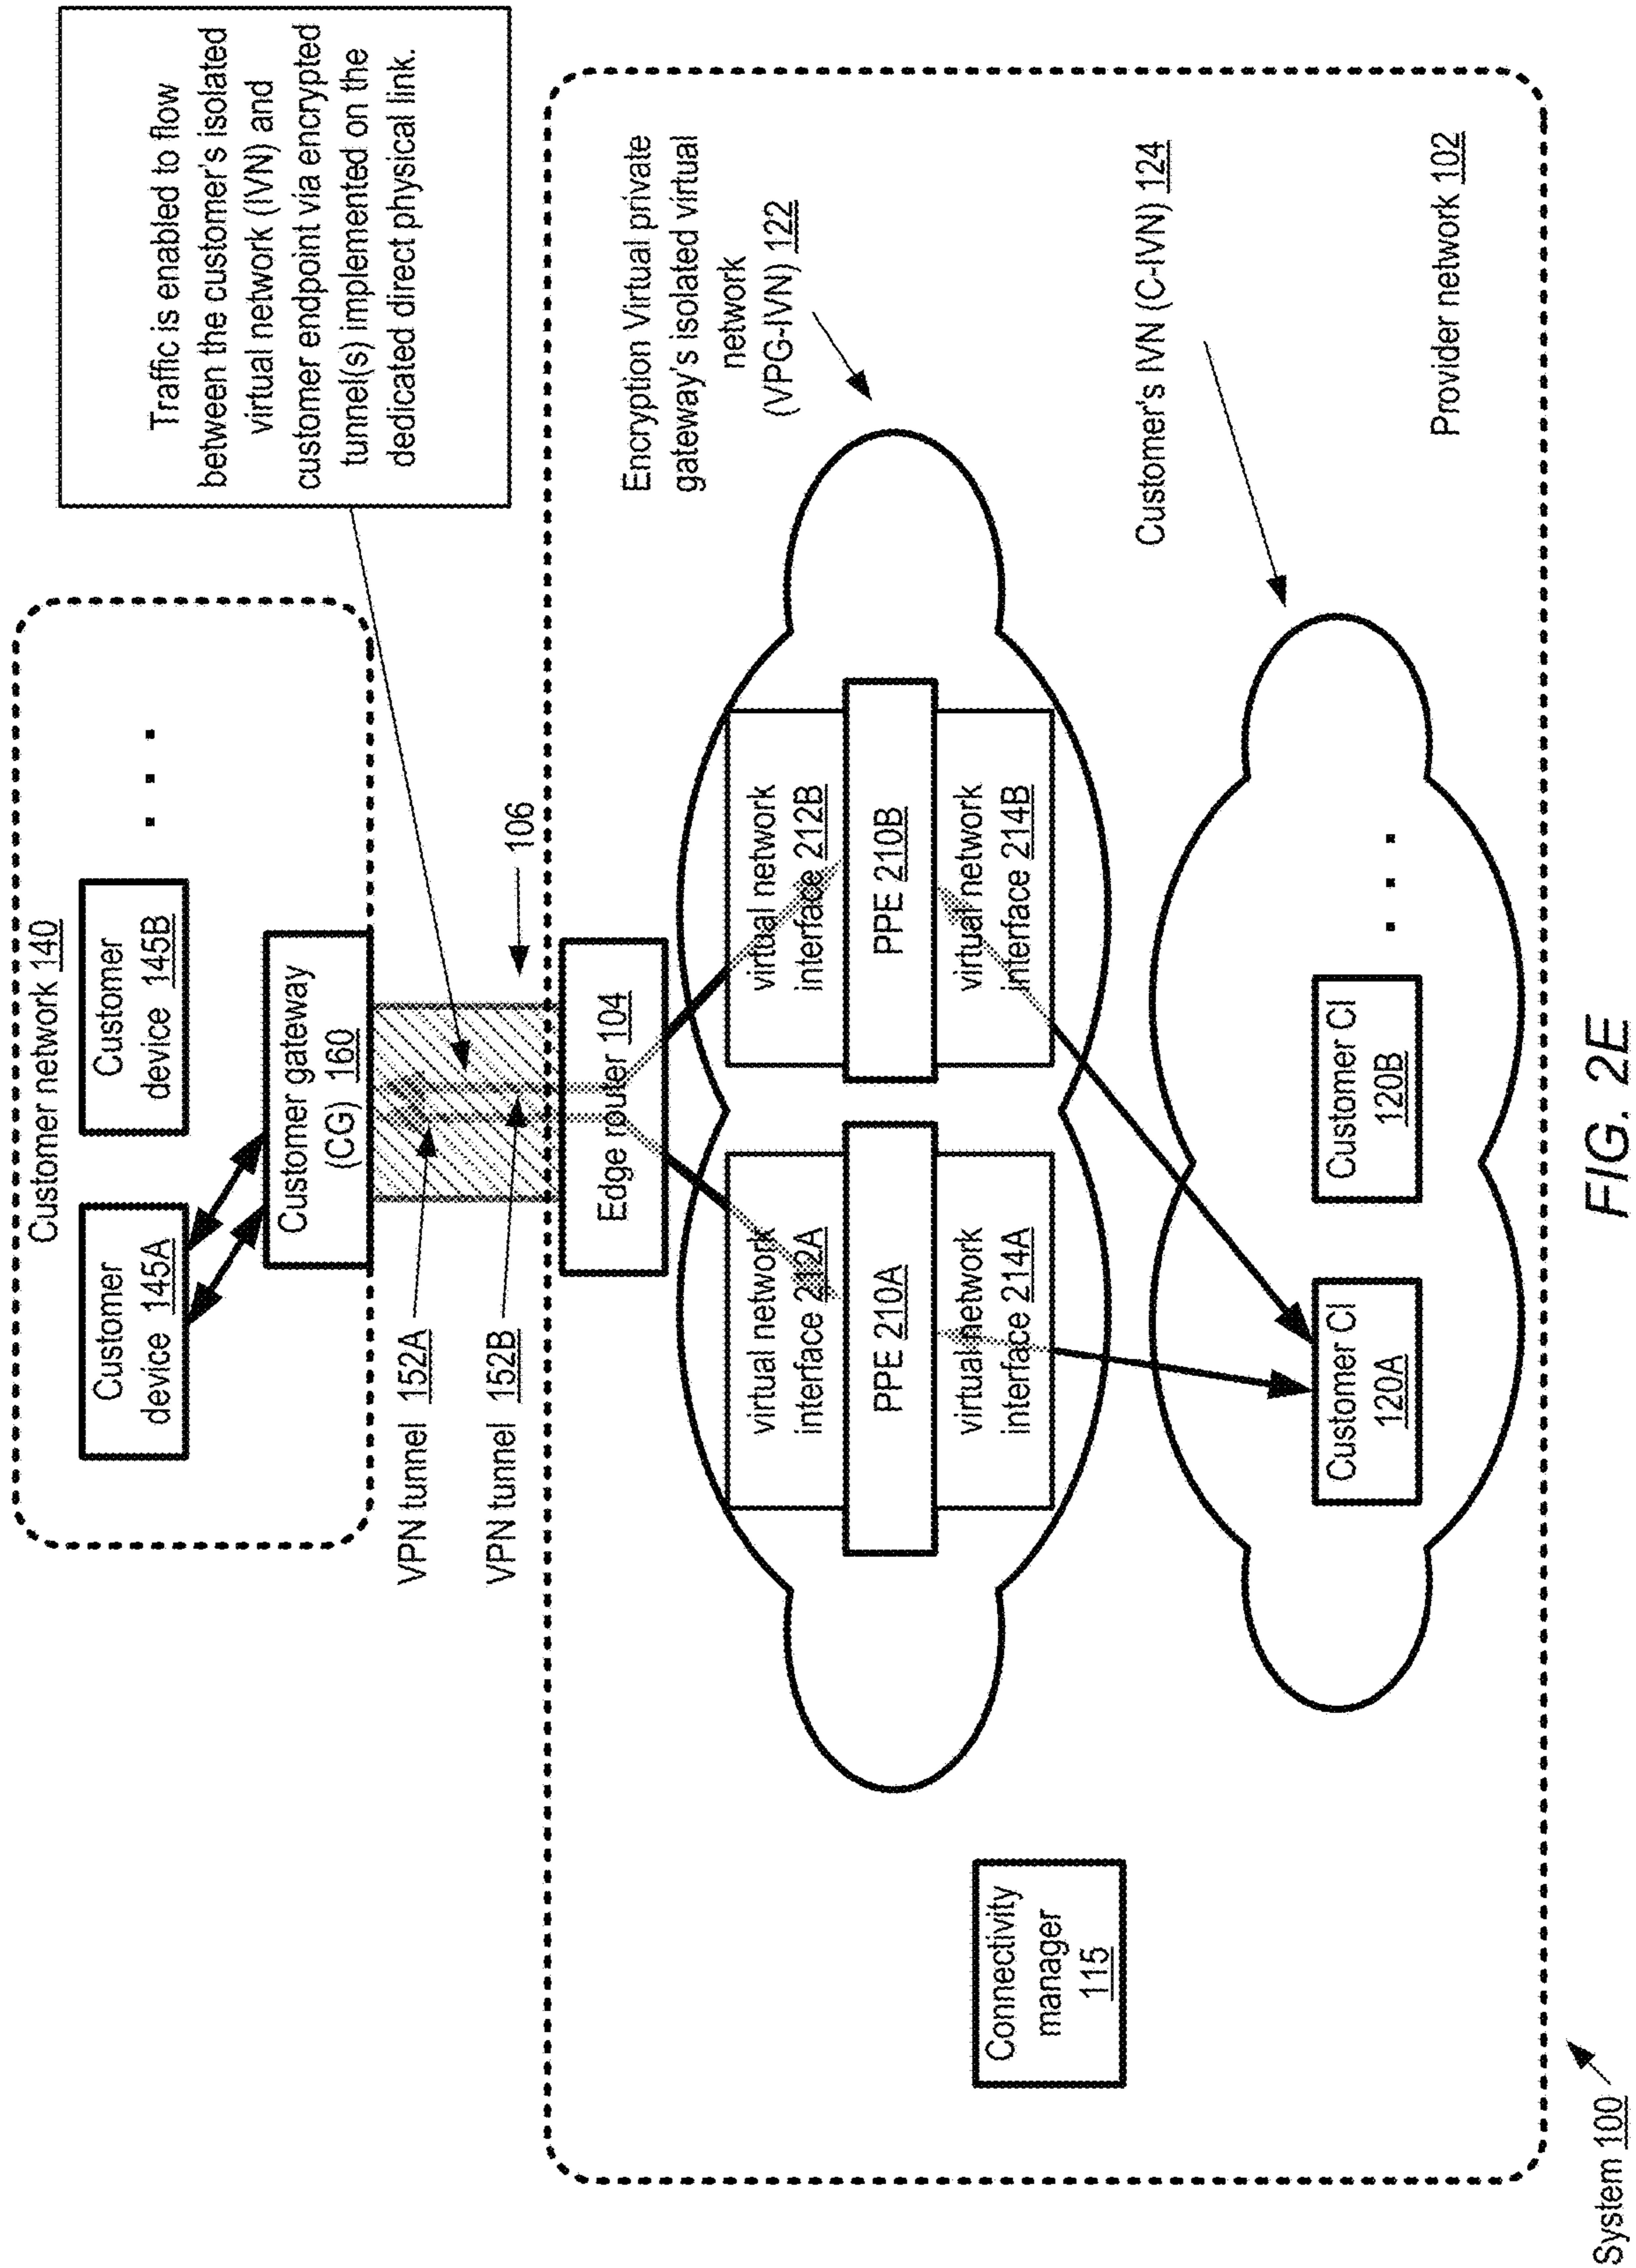 Customer network 140
Customer
device 145A
Customer
device 145B
. . .
Customer gateway
(CG) 160
Traffic is enabled to flow
between the customer's isolated
virtual network (IVN) and
customer endpoint via encrypted
tunnel(s) implemented on the
dedicated direct physical link.
VPN tunnel 152A
VPN tunnel 152B
106
Edge router 104
Encryption Virtual private
gateway's isolated virtual
network
(VPG-IVN) 122
virtual network
interface 212A
PPE 210A
virtual network
interface 214A
virtual network
interface 212B
PPE 210B
virtual network
interface 214B
Connectivity
manager
115
Customer's IVN (C-IVN) 124
Customer CI
120A
Customer CI
120B
. . .
Provider network 102
System 100
FIG. 2E